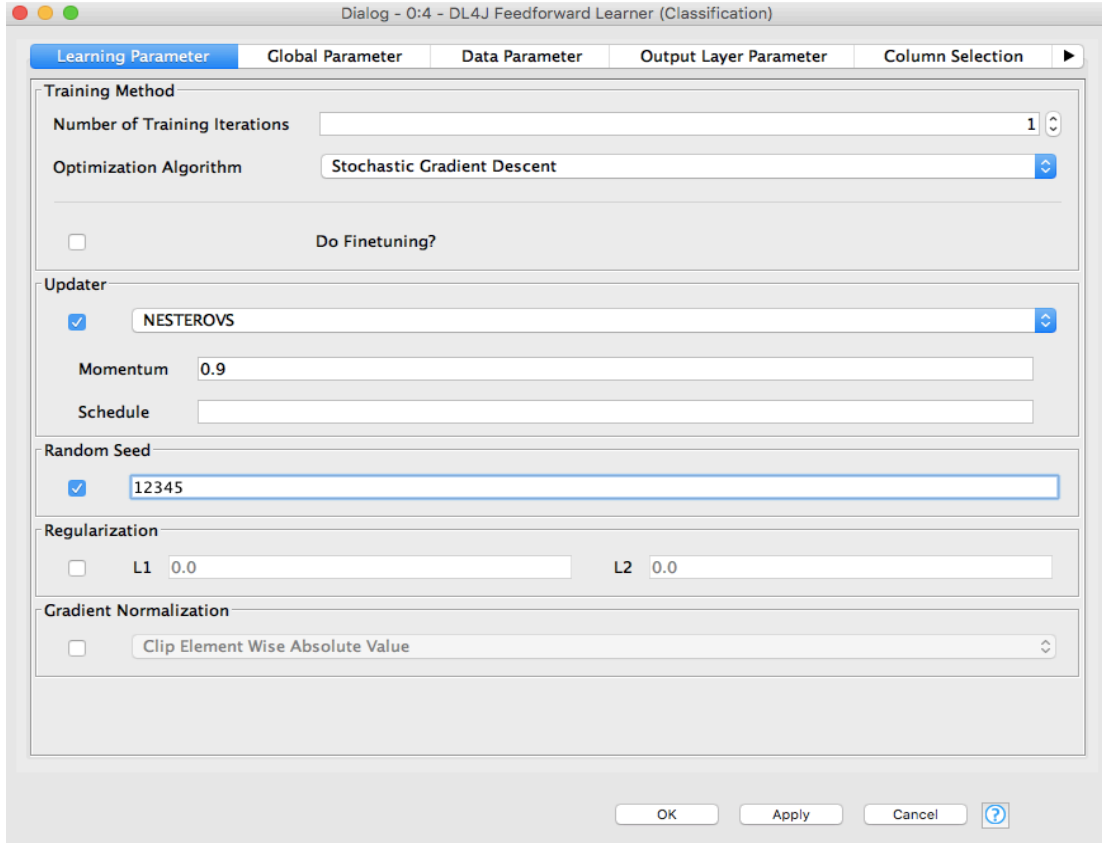 Dialog - 0:4 - DL4J Feedforward Learner (Classification)
Learning Parameter Global Parameter Data Parameter Output Layer Parameter Column Selection
Training Method
Number of Training Iterations 1
Optimization Algorithm Stochastic Gradient Descent
Do Finetuning?
Updater
NESTEROVS
Momentum 0.9
Schedule
Random Seed
12345
Regularization
L1 0.0 L2 0.0
Gradient Normalization
Clip Element Wise Absolute Value
OK Apply Cancel ?